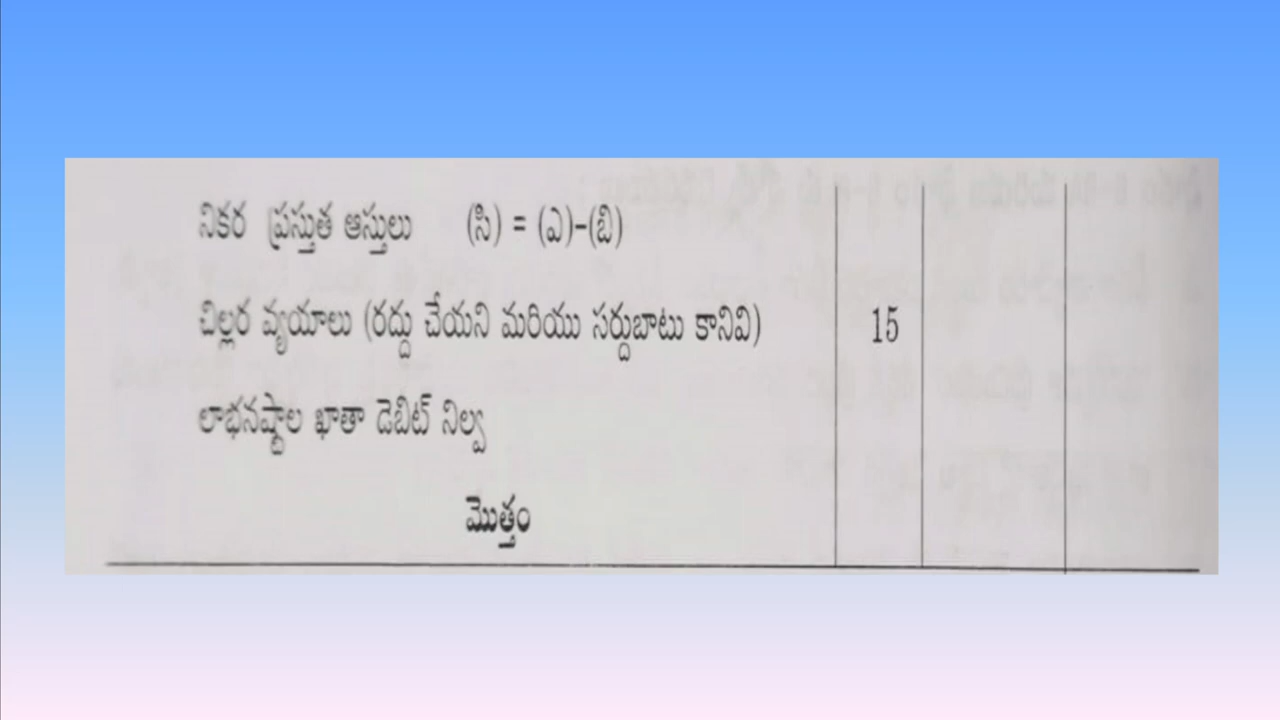 నికర ప్రస్తుత ఆస్తులు (సి) = (ఎ)-(బి)
చిల్లర వ్యయాలు (రద్దు చేయని మరియు సర్దుబాటు కానివి) 15
లాభనష్టాల ఖాతా డెబిట్ నిల్వ
మొత్తం